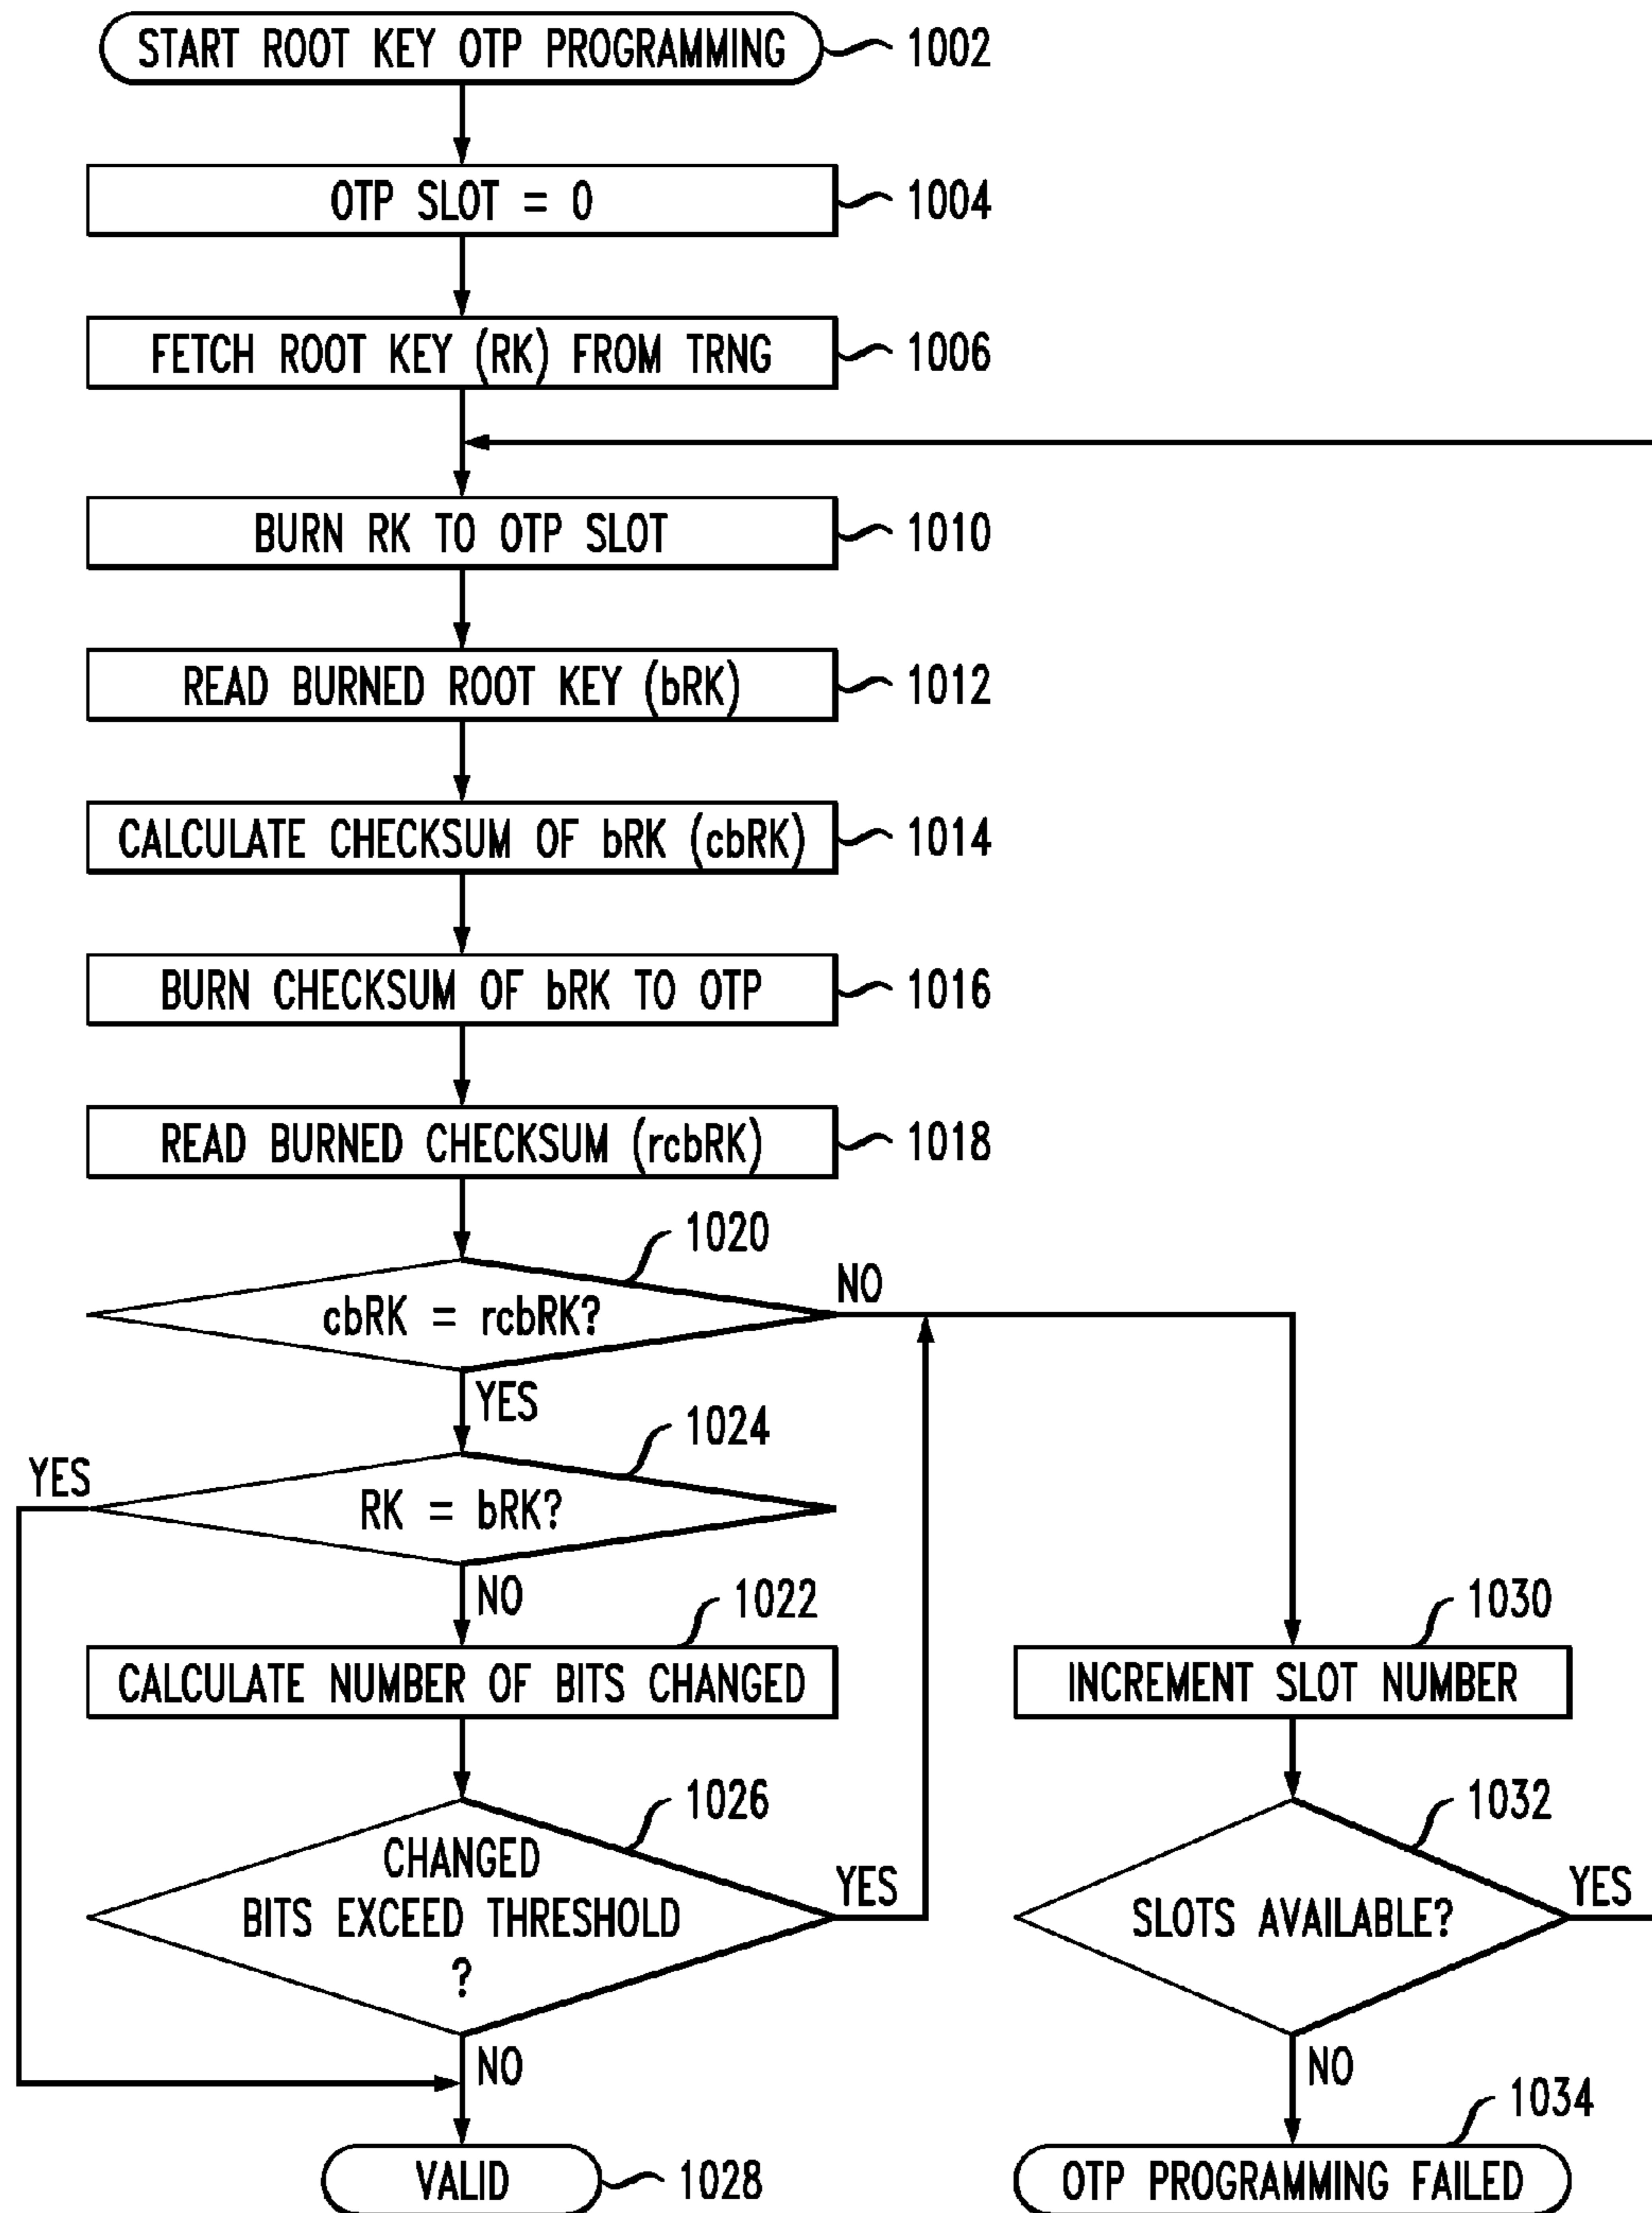 START ROOT KEY OTP PROGRAMMING
1002
OTP SLOT = 0
1004
FETCH ROOT KEY (RK) FROM TRNG
1006
BURN RK TO OTP SLOT
1010
READ BURNED ROOT KEY (bRK)
1012
CALCULATE CHECKSUM OF bRK (cbRK)
1014
BURN CHECKSUM OF bRK TO OTP
1016
READ BURNED CHECKSUM (rcbRK)
1018
1020
cbRK = rcbRK?
NO
YES
1024
RK = bRK?
YES
NO
1022
CALCULATE NUMBER OF BITS CHANGED
1026
CHANGED
BITS EXCEED THRESHOLD
?
YES
NO
VALID
1028
1030
INCREMENT SLOT NUMBER
1032
SLOTS AVAILABLE?
YES
NO
1034
OTP PROGRAMMING FAILED